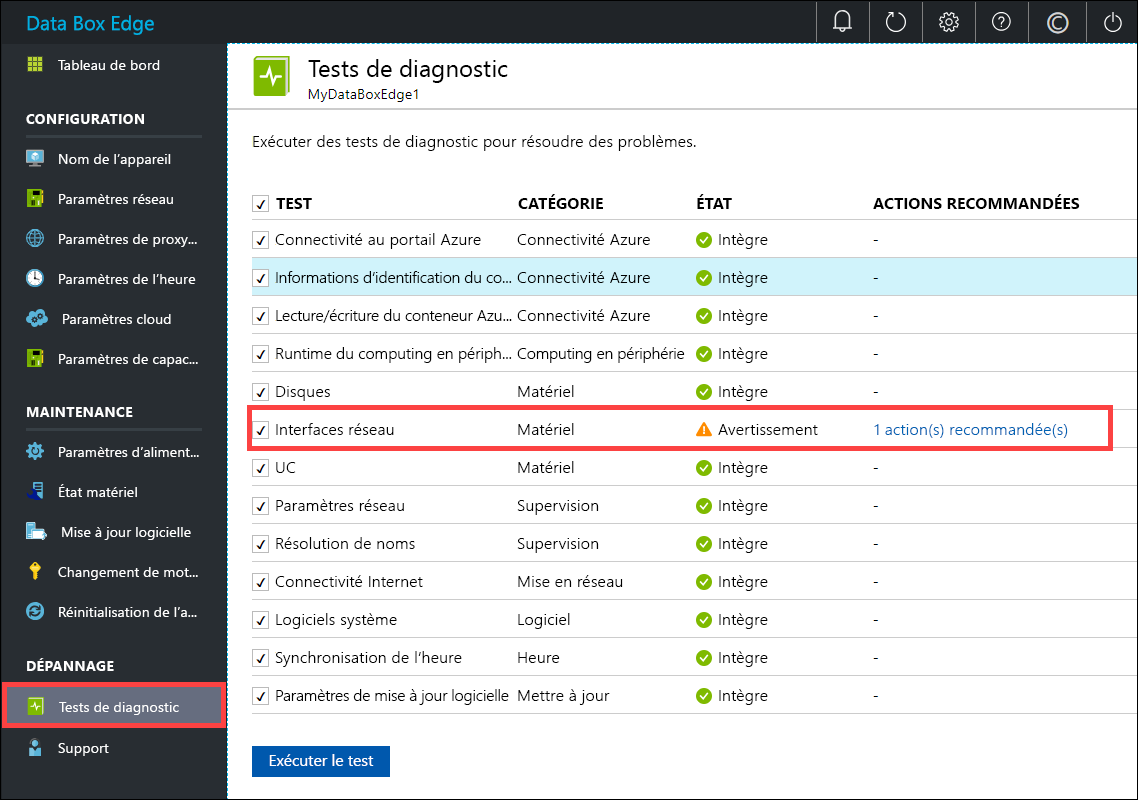 Data Box Edge
Tableau de bord
CONFIGURATION
Nom de l'appareil
Paramètres réseau
Paramètres de proxy...
Paramètres de l'heure
Paramètres cloud
Paramètres de capac...
MAINTENANCE
Paramètres d'aliment...
État matériel
Mise à jour logicielle
Changement de mot...
Réinitialisation de l'a...
DÉPANNAGE
Tests de diagnostic
Support
Tests de diagnostic
MyDataBoxEdge1
Exécuter des tests de diagnostic pour résoudre des problèmes.
TEST CATÉGORIE ÉTAT ACTIONS RECOMMANDÉES
Connectivité au portail Azure Connectivité Azure Intègre -
Informations d'identification du co... Connectivité Azure Intègre -
Lecture/écriture du conteneur Azu... Connectivité Azure Intègre -
Runtime du computing en périph... Computing en périphérie Intègre -
Disques Matériel Intègre -
Interfaces réseau Matériel Avertissement 1 action(s) recommandée(s)
UC Matériel Intègre -
Paramètres réseau Supervision Intègre -
Résolution de noms Supervision Intègre -
Connectivité Internet Mise en réseau Intègre -
Logiciels système Logiciel Intègre -
Synchronisation de l'heure Heure Intègre -
Paramètres de mise à jour logicielle Mettre à jour Intègre -
Exécuter le test